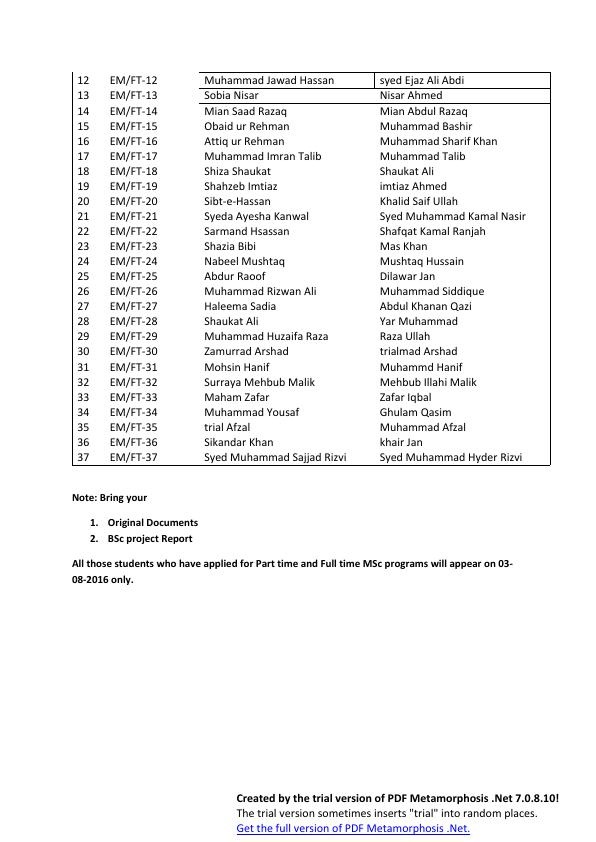 12 EM/FT-12 Muhammad Jawad Hassan syed Ejaz Ali Abdi
13 EM/FT-13 Sobia Nisar Nisar Ahmed
14 EM/FT-14 Mian Saad Razaq Mian Abdul Razaq
15 EM/FT-15 Obaid ur Rehman Muhammad Bashir
16 EM/FT-16 Attiq ur Rehman Muhammad Sharif Khan
17 EM/FT-17 Muhammad Imran Talib Muhammad Talib
18 EM/FT-18 Shiza Shaukat Shaukat Ali
19 EM/FT-19 Shahzeb Imtiaz imtiaz Ahmed
20 EM/FT-20 Sibt-e-Hassan Khalid Saif Ullah
21 EM/FT-21 Syeda Ayesha Kanwal Syed Muhammad Kamal Nasir
22 EM/FT-22 Sarmand Hsassan Shafqat Kamal Ranjah
23 EM/FT-23 Shazia Bibi Mas Khan
24 EM/FT-24 Nabeel Mushtaq Mushtaq Hussain
25 EM/FT-25 Abdur Raoof Dilawar Jan
26 EM/FT-26 Muhammad Rizwan Ali Muhammad Siddique
27 EM/FT-27 Haleema Sadia Abdul Khanan Qazi
28 EM/FT-28 Shaukat Ali Yar Muhammad
29 EM/FT-29 Muhammad Huzaifa Raza Raza Ullah
30 EM/FT-30 Zamurrad Arshad trialmad Arshad
31 EM/FT-31 Mohsin Hanif Muhammd Hanif
32 EM/FT-32 Surraya Mehbub Malik Mehbub Illahi Malik
33 EM/FT-33 Maham Zafar Zafar Iqbal
34 EM/FT-34 Muhammad Yousaf Ghulam Qasim
35 EM/FT-35 trial Afzal Muhammad Afzal
36 EM/FT-36 Sikandar Khan khair Jan
37 EM/FT-37 Syed Muhammad Sajjad Rizvi Syed Muhammad Hyder Rizvi
Note: Bring your
1. Original Documents
2. BSc project Report
All those students who have applied for Part time and Full time MSc programs will appear on 03-
08-2016 only.
Created by the trial version of PDF Metamorphosis .Net 7.0.8.10!
The trial version sometimes inserts "trial" into random places.
Get the full version of PDF Metamorphosis .Net.